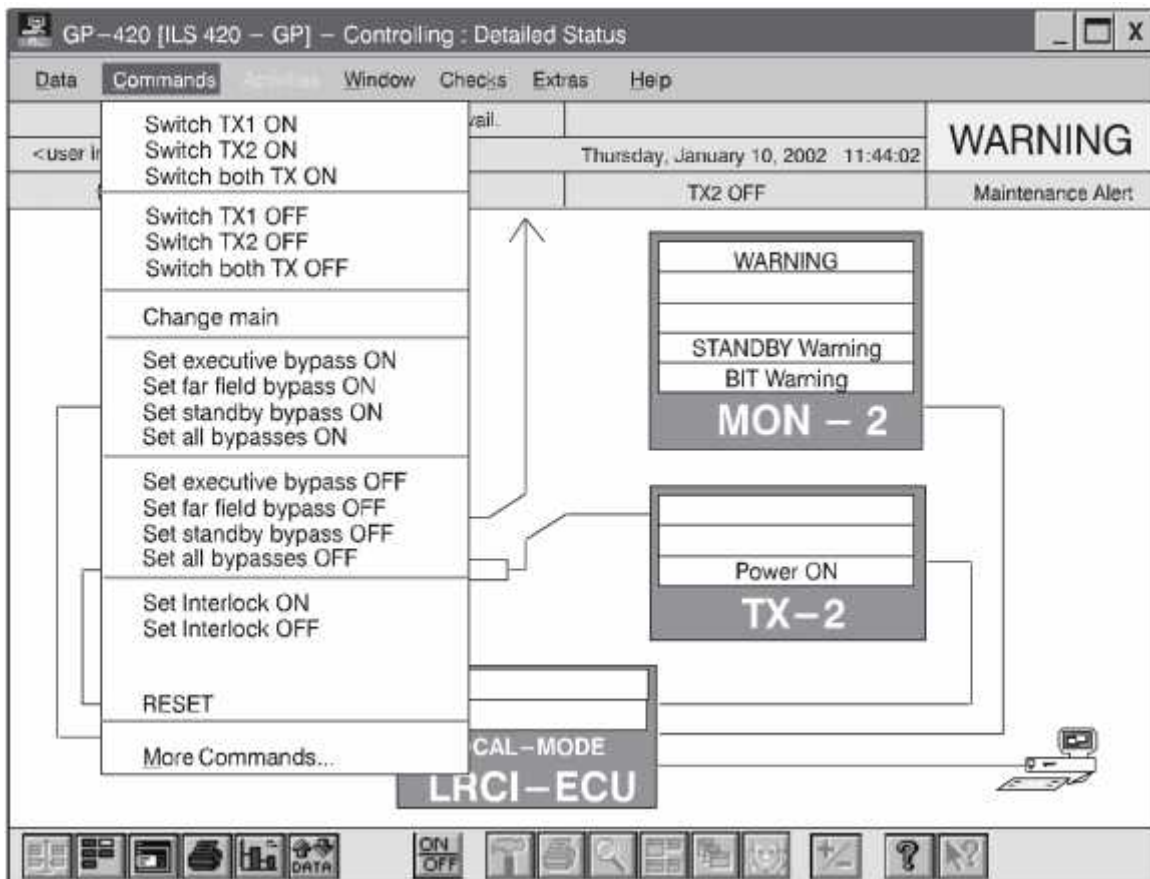 GP-420 [ILS 420 - GP] - Controlling : Detailed Status
Data Commands Window Checks Extras Help
vail.
<user in
Thursday, January 10, 2002 11:44:02
WARNING
TX2 OFF
Maintenance Alert
Switch TX1 ON
Switch TX2 ON
Switch both TX ON
Switch TX1 OFF
Switch TX2 OFF
Switch both TX OFF
Change main
Set executive bypass ON
Set far field bypass ON
Set standby bypass ON
Set all bypasses ON
Set executive bypass OFF
Set far field bypass OFF
Set standby bypass OFF
Set all bypasses OFF
Set Interlock ON
Set Interlock OFF
RESET
More Commands...
WARNING
STANDBY Warning
BIT Warning
MON - 2
Power ON
TX-2
OCAL-MODE
LRCI-ECU
DATA
ON
OFF
+/-
?
?